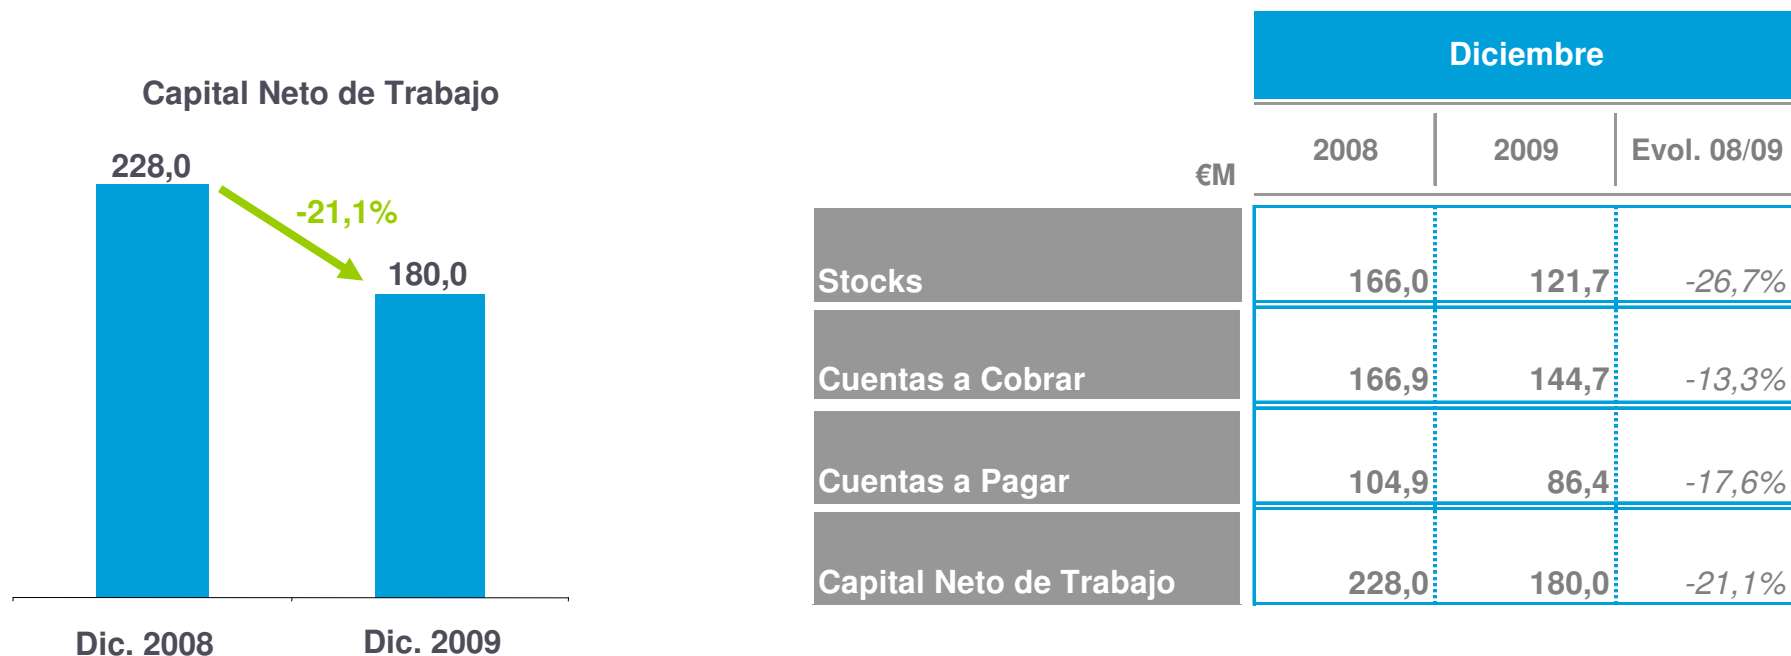 Capital Neto de Trabajo
228,0
-21,1%
180,0
Dic. 2008
Dic. 2009
Diciembre
€M 2008 2009 Evol. 08/09
Stocks 166,0 121,7 -26,7%
Cuentas a Cobrar 166,9 144,7 -13,3%
Cuentas a Pagar 104,9 86,4 -17,6%
Capital Neto de Trabajo 228,0 180,0 -21,1%